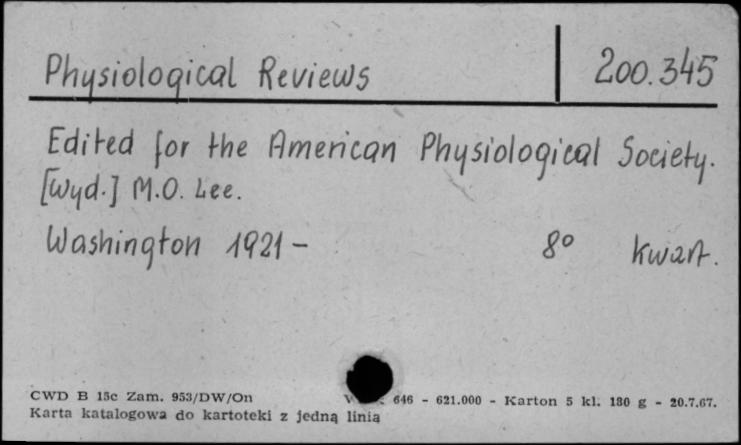 Physiological Reviews 200.345
Edited for the American Physiological Society.
[Wyd.] M.O. Lee.
Washington 1921 - 8° kwart.
CWD B 15c Zam. 953/DW/On 646 - 621.000 - Karton 5 kl. 180 g - 20.7.67.
Karta katalogowa do kartoteki z jedną linią